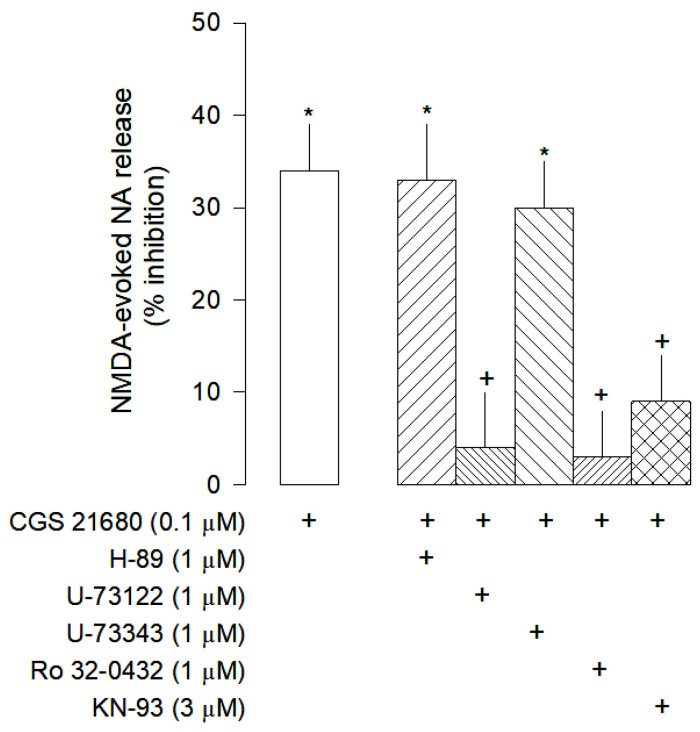 50
40
30
20
10
0
NMDA-evoked NA release
(% inhibition)
* * *
+ + +
CGS 21680 (0.1 μM) + + + + + +
H-89 (1 μM) +
U-73122 (1 μM) +
U-73343 (1 μM) +
Ro 32-0432 (1 μM) +
KN-93 (3 μM) +